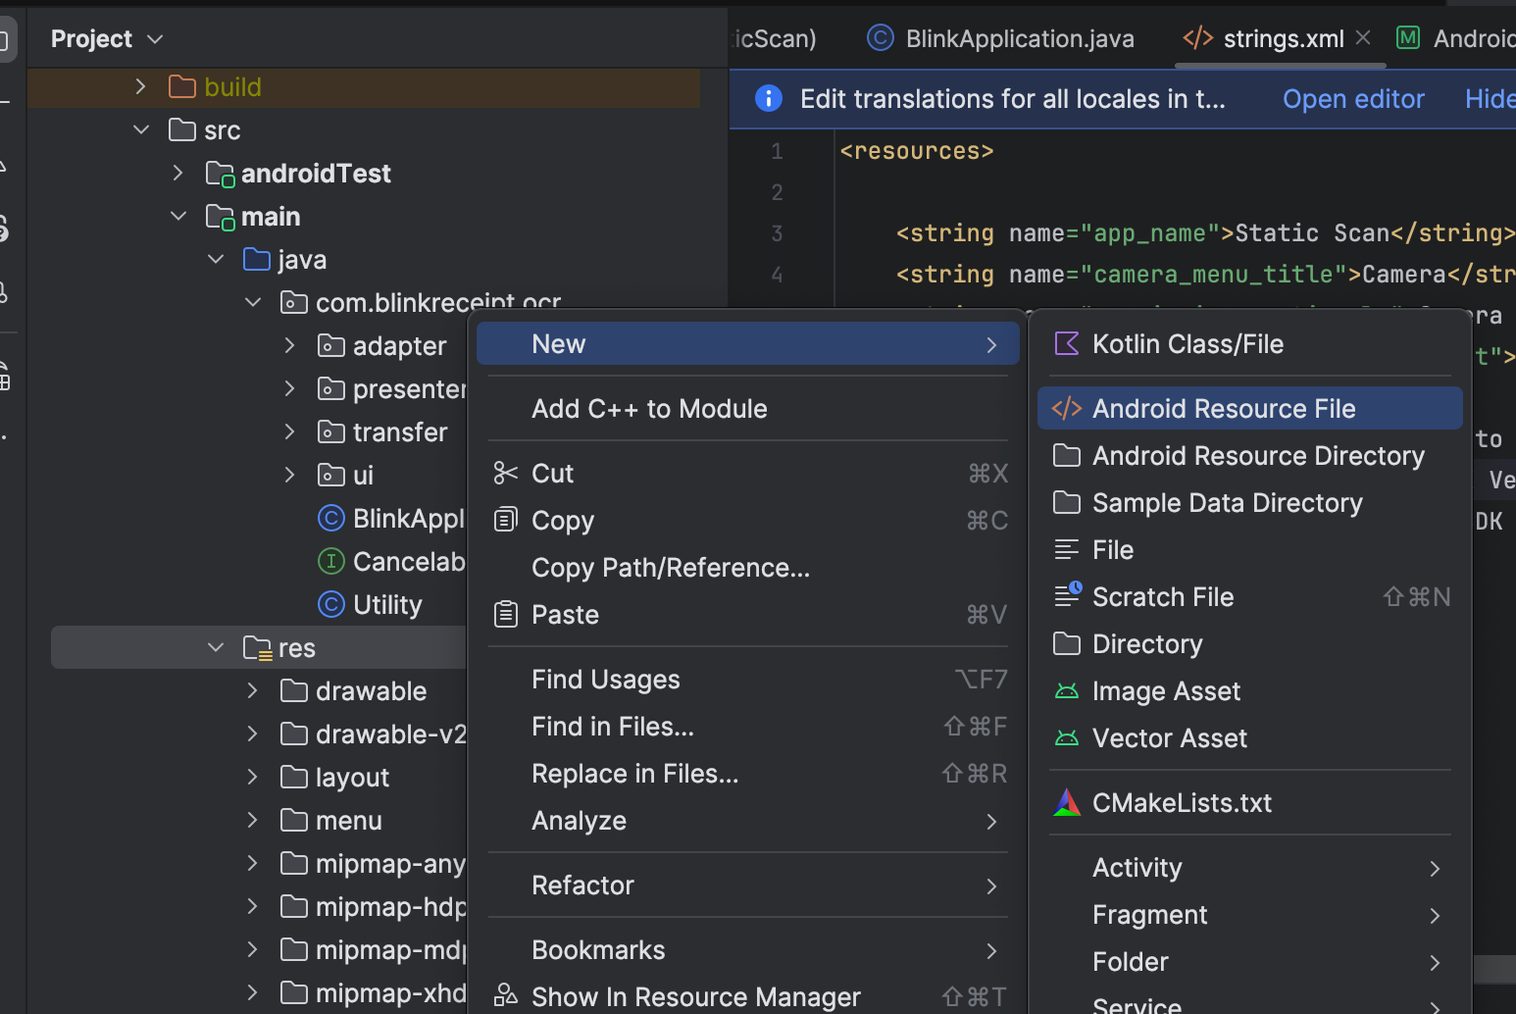 Project
icScan)
BlinkApplication.java
strings.xml
Edit translations for all locales in t...
Open editor
build
src
androidTest
main
java
com.blinkreceipt.ocr
adapter
presenter
transfer
ui
BlinkAppl
Cancelab
Utility
res
drawable
drawable-v2
layout
menu
mipmap-any
mipmap-hdp
mipmap-md
mipmap-xhd
1 <resources>
2
3 <string name="app_name">Static Scan</string>
4 <string name="camera_menu_title">Camera</str
t">
to
Ve
DK
New
Add C++ to Module
Cut ⌘X
Copy ⌘C
Copy Path/Reference...
Paste ⌘V
Find Usages ⌥F7
Find in Files... ⇧⌘F
Replace in Files... ⇧⌘R
Analyze
Refactor
Bookmarks
Show In Resource Manager ⇧⌘T
Kotlin Class/File
Android Resource File
Android Resource Directory
Sample Data Directory
File
Scratch File ⇧⌘N
Directory
Image Asset
Vector Asset
CMakeLists.txt
Activity
Fragment
Folder
Service